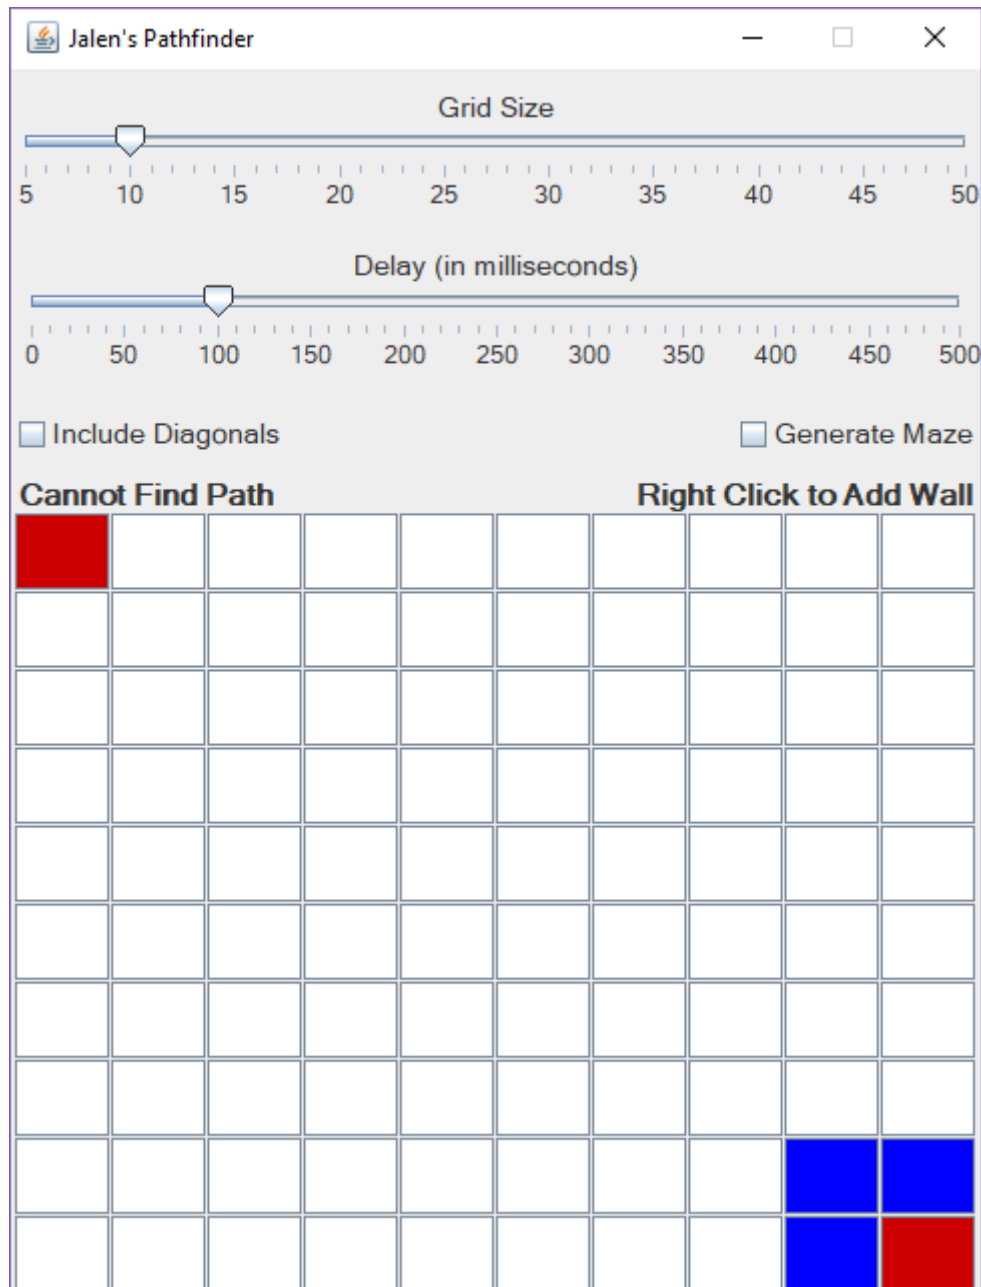 Jalen's Pathfinder
Grid Size
5 10 15 20 25 30 35 40 45 50
Delay (in milliseconds)
0 50 100 150 200 250 300 350 400 450 500
Include Diagonals Generate Maze
Cannot Find Path Right Click to Add Wall